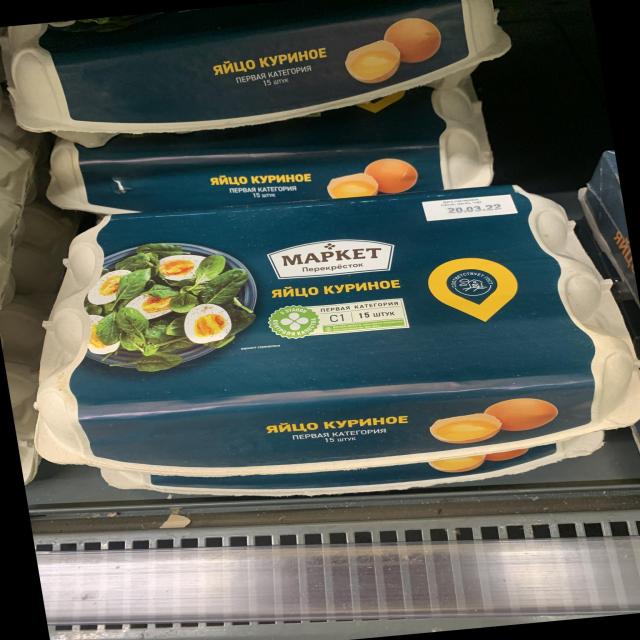 ЯЙЦО КУРИНОЕ
ПЕРВАЯ КАТЕГОРИЯ
15 ШТУК
ЯЙЦО КУРИНОЕ
ПЕРВАЯ КАТЕГОРИЯ
15 ШТУК
20.03.22
МАРКЕТ
Перекрёсток
ЯЙЦО КУРИНОЕ
ПЕРВАЯ КАТЕГОРИЯ
С1 15 ШТУК
ЯЙЦО КУРИНОЕ
ПЕРВАЯ КАТЕГОРИЯ
15 ШТУК